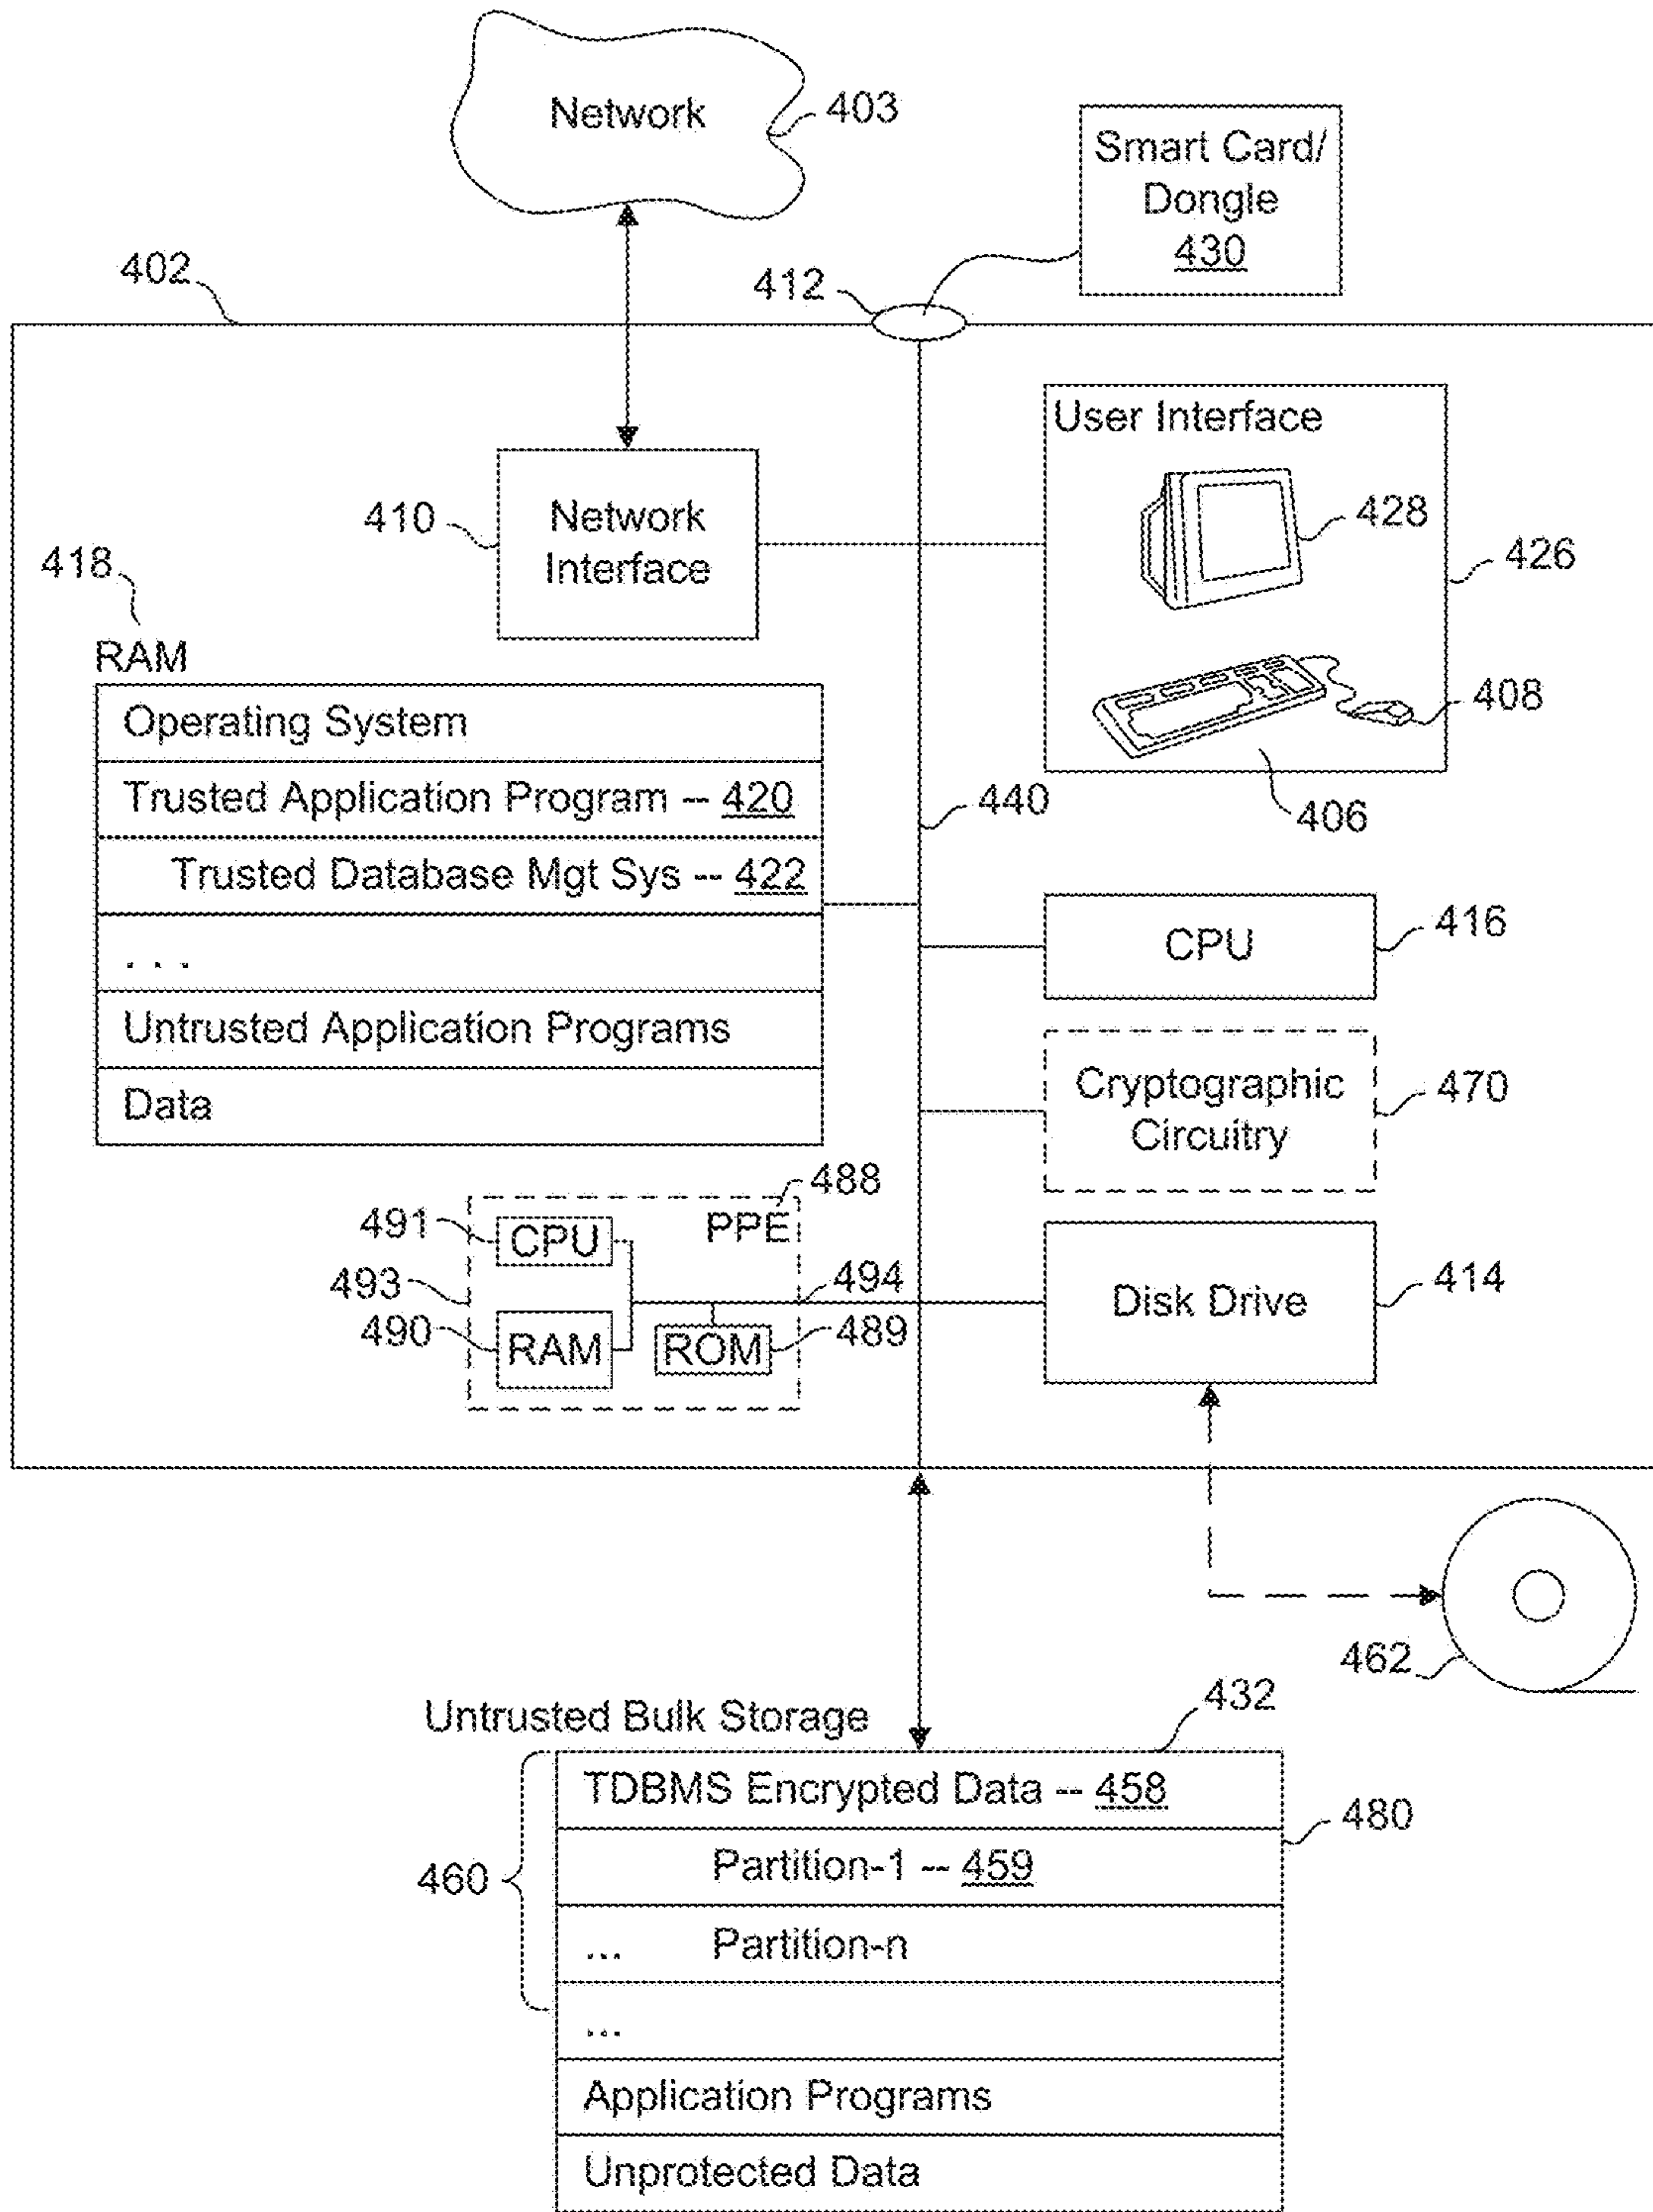 Network
403
Smart Card/
Dongle
430
402
412
User Interface
428
426
408
406
410
Network
Interface
418
RAM
Operating System
Trusted Application Program -- 420
Trusted Database Mgt Sys -- 422
. . .
Untrusted Application Programs
Data
440
CPU
416
Cryptographic
Circuitry
470
488
PPE
491
CPU
493
494
490
RAM
ROM
489
Disk Drive
414
462
Untrusted Bulk Storage
432
TDBMS Encrypted Data -- 458
480
Partition-1 -- 459
460
... Partition-n
...
Application Programs
Unprotected Data